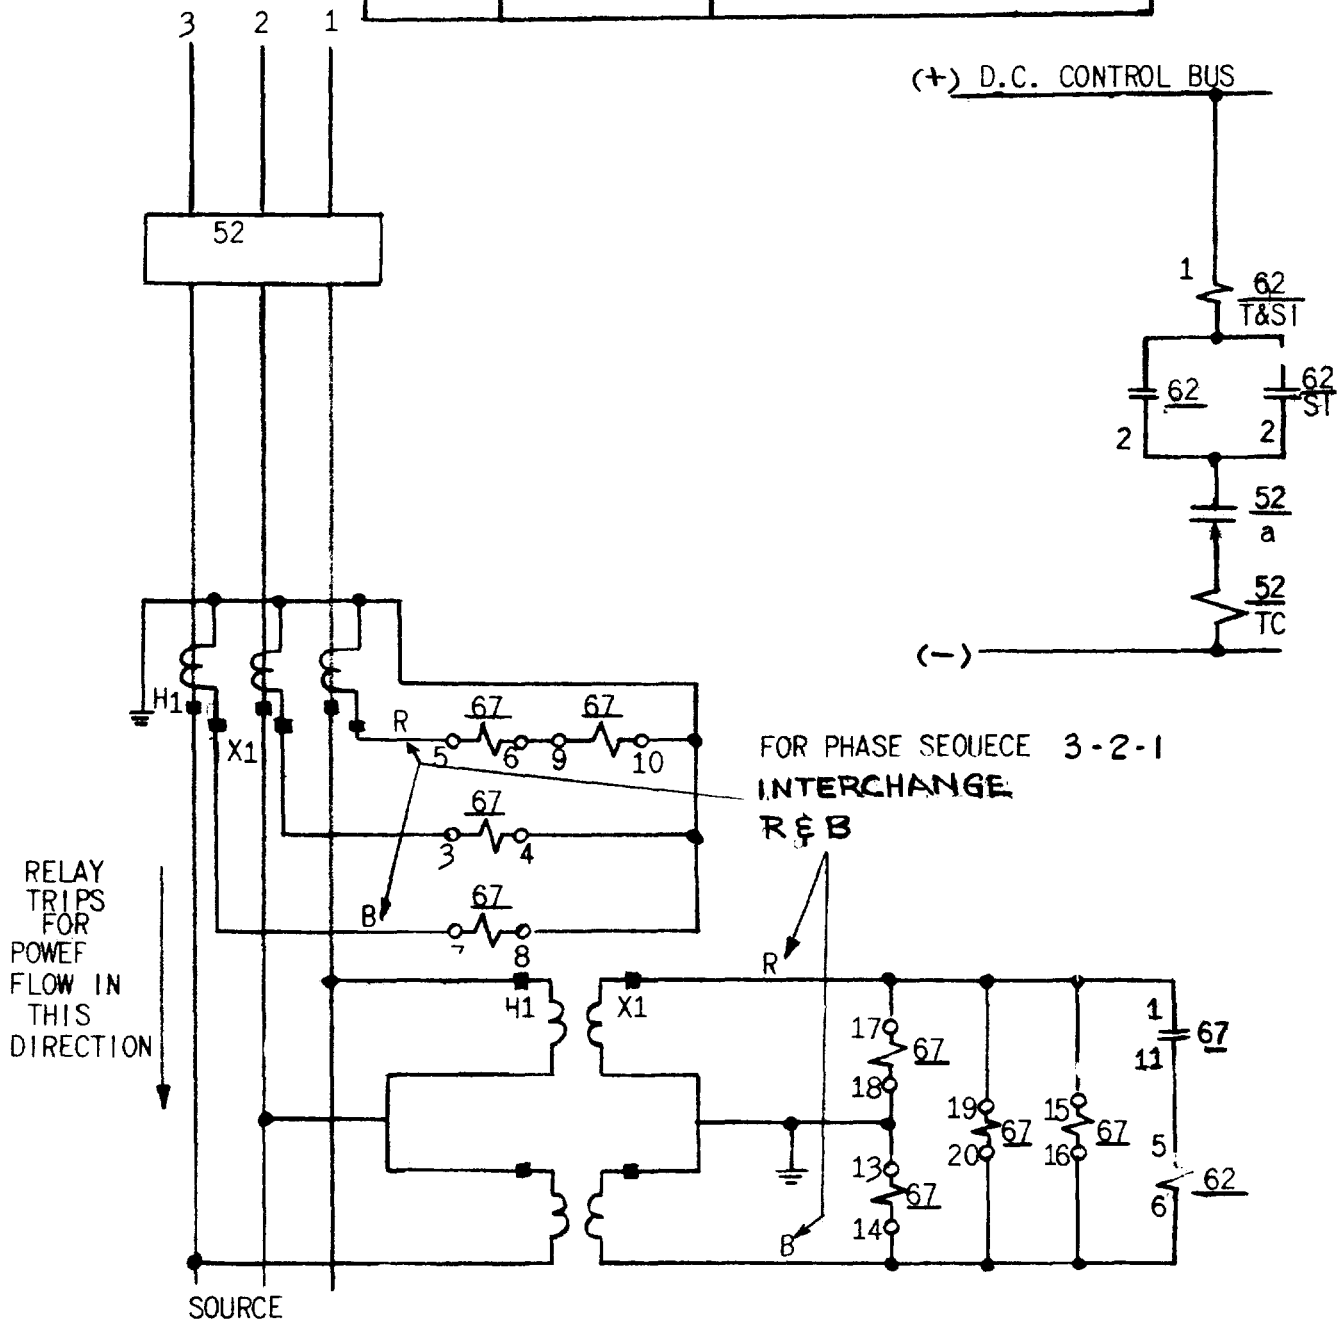 3 2 1
(+) D.C. CONTROL BUS
52
1
62
T&SI
62
2
62
SI
2
52
a
52
TC
(-)
H1
X1
R
67
67
5
6
9
10
67
3
4
67
B
7
8
FOR PHASE SEOUECE 3-2-1
INTERCHANGE
R & B
RELAY
TRIPS
FOR
POWEF
FLOW IN
THIS
DIRECTION
H1
X1
R
17
67
18
13
67
14
B
19
67
20
15
67
16
1
67
11
5
62
6
SOURCE